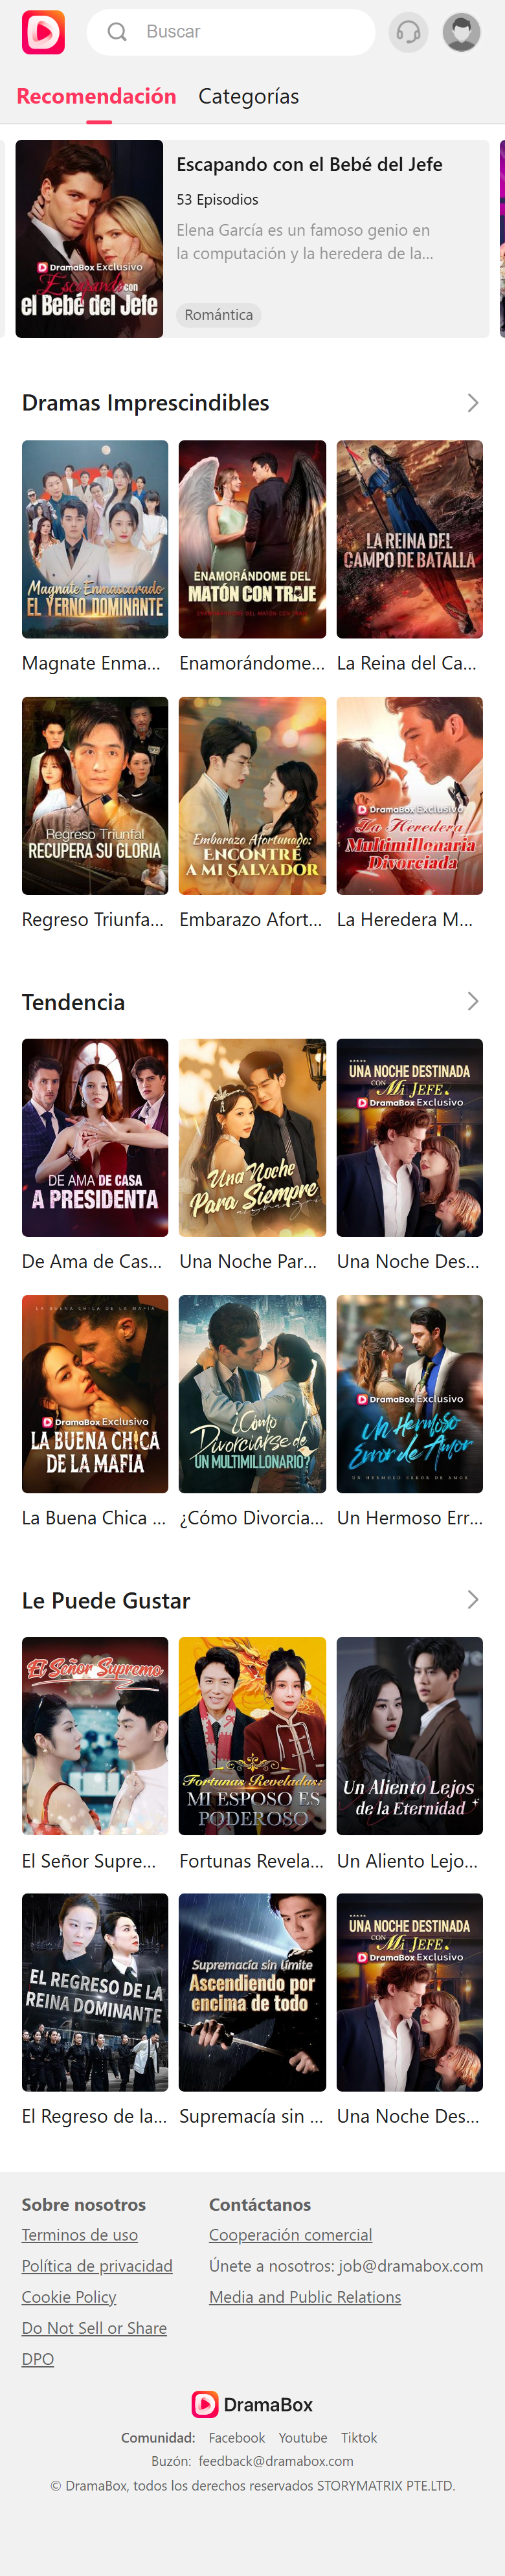 Buscar
Recomendación
Categorías
DramaBox Exclusivo
Escapando con
el Bebé del Jefe
Escapando con el Bebé del Jefe
53 Episodios
Elena García es un famoso genio en
la computación y la heredera de la...
Romántica
Dramas Imprescindibles
Magnate Enmascarado
EL YERNO DOMINANTE
ENAMORÁNDOME DEL
MATÓN CON TRAJE
LA REINA DEL
CAMPO DE BATALLA
Magnate Enma...
Enamorándome...
La Reina del Ca...
Regreso Triunfal
RECUPERA SU GLORIA
Embarazo Afortunado:
ENCONTRÉ
A MI SALVADOR
DramaBox Exclusivo
La Heredera
Multimillonaria
Divorciada
Regreso Triunfa...
Embarazo Afort...
La Heredera M...
Tendencia
DE AMA DE CASA
A PRESIDENTA
Una Noche
Para Siempre
UNA NOCHE DESTINADA
CON Mi JEFE.
DramaBox Exclusivo
De Ama de Cas...
Una Noche Par...
Una Noche Des...
LA BUENA CHICA DE LA MAFIA
DramaBox Exclusivo
LA BUENA CHICA
DE LA MAFIA
¿Cómo
Divorciarse de
UN MULTIMILLONARIO?
DramaBox Exclusivo
Un Hermoso
Error de Amor
UN HERMOSO ERROR DE AMOR
La Buena Chica ...
¿Cómo Divorcia...
Un Hermoso Err...
Le Puede Gustar
El Señor Supremo
Fortunas Reveladas:
MI ESPOSO ES
PODEROSO
Un Aliento Lejos
de la Eternidad
El Señor Supre...
Fortunas Revela...
Un Aliento Lejo...
EL REGRESO DE LA
REINA DOMINANTE
Supremacía sin límite
Ascendiendo por
encima de todo
UNA NOCHE DESTINADA
CON Mi JEFE.
DramaBox Exclusivo
El Regreso de la...
Supremacía sin ...
Una Noche Des...
Sobre nosotros
Terminos de uso
Política de privacidad
Cookie Policy
Do Not Sell or Share
DPO
Contáctanos
Cooperación comercial
Únete a nosotros: job@dramabox.com
Media and Public Relations
DramaBox
Comunidad: Facebook Youtube Tiktok
Buzón: feedback@dramabox.com
© DramaBox, todos los derechos reservados STORYMATRIX PTE.LTD.